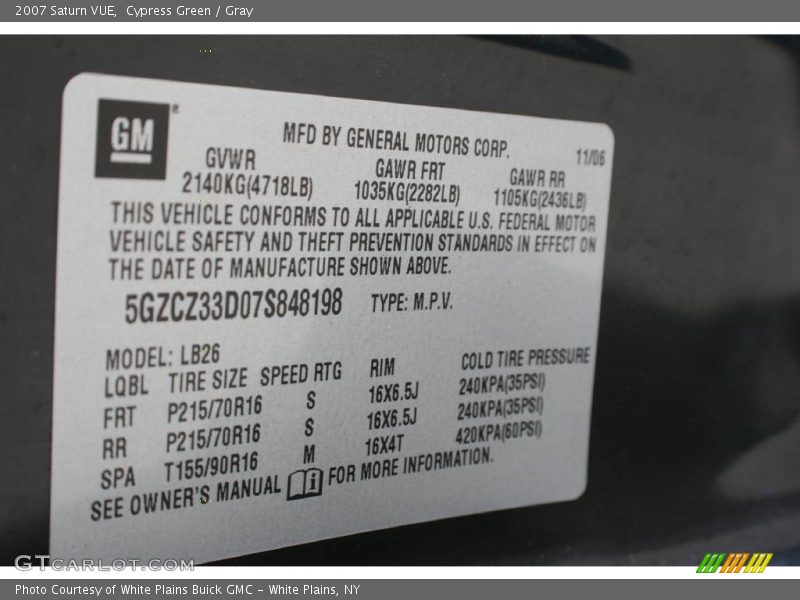 2007 Saturn VUE, Cypress Green / Gray
GM
MFD BY GENERAL MOTORS CORP.
11/06
GVWR GAWR FRT GAWR RR
2140KG(4718LB) 1035KG(2282LB) 1105KG(2436LB)
THIS VEHICLE CONFORMS TO ALL APPLICABLE U.S. FEDERAL MOTOR
VEHICLE SAFETY AND THEFT PREVENTION STANDARDS IN EFFECT ON
THE DATE OF MANUFACTURE SHOWN ABOVE.
5GZCZ33D07S848198 TYPE: M.P.V.
MODEL: LB26
LQBL TIRE SIZE SPEED RTG RIM COLD TIRE PRESSURE
FRT P215/70R16 S 16X6.5J 240KPA(35PSI)
RR P215/70R16 S 16X6.5J 240KPA(35PSI)
SPA T155/90R16 M 16X4T 420KPA(60PSI)
SEE OWNER'S MANUAL i FOR MORE INFORMATION.
GTCARLOT.COM
Photo Courtesy of White Plains Buick GMC - White Plains, NY